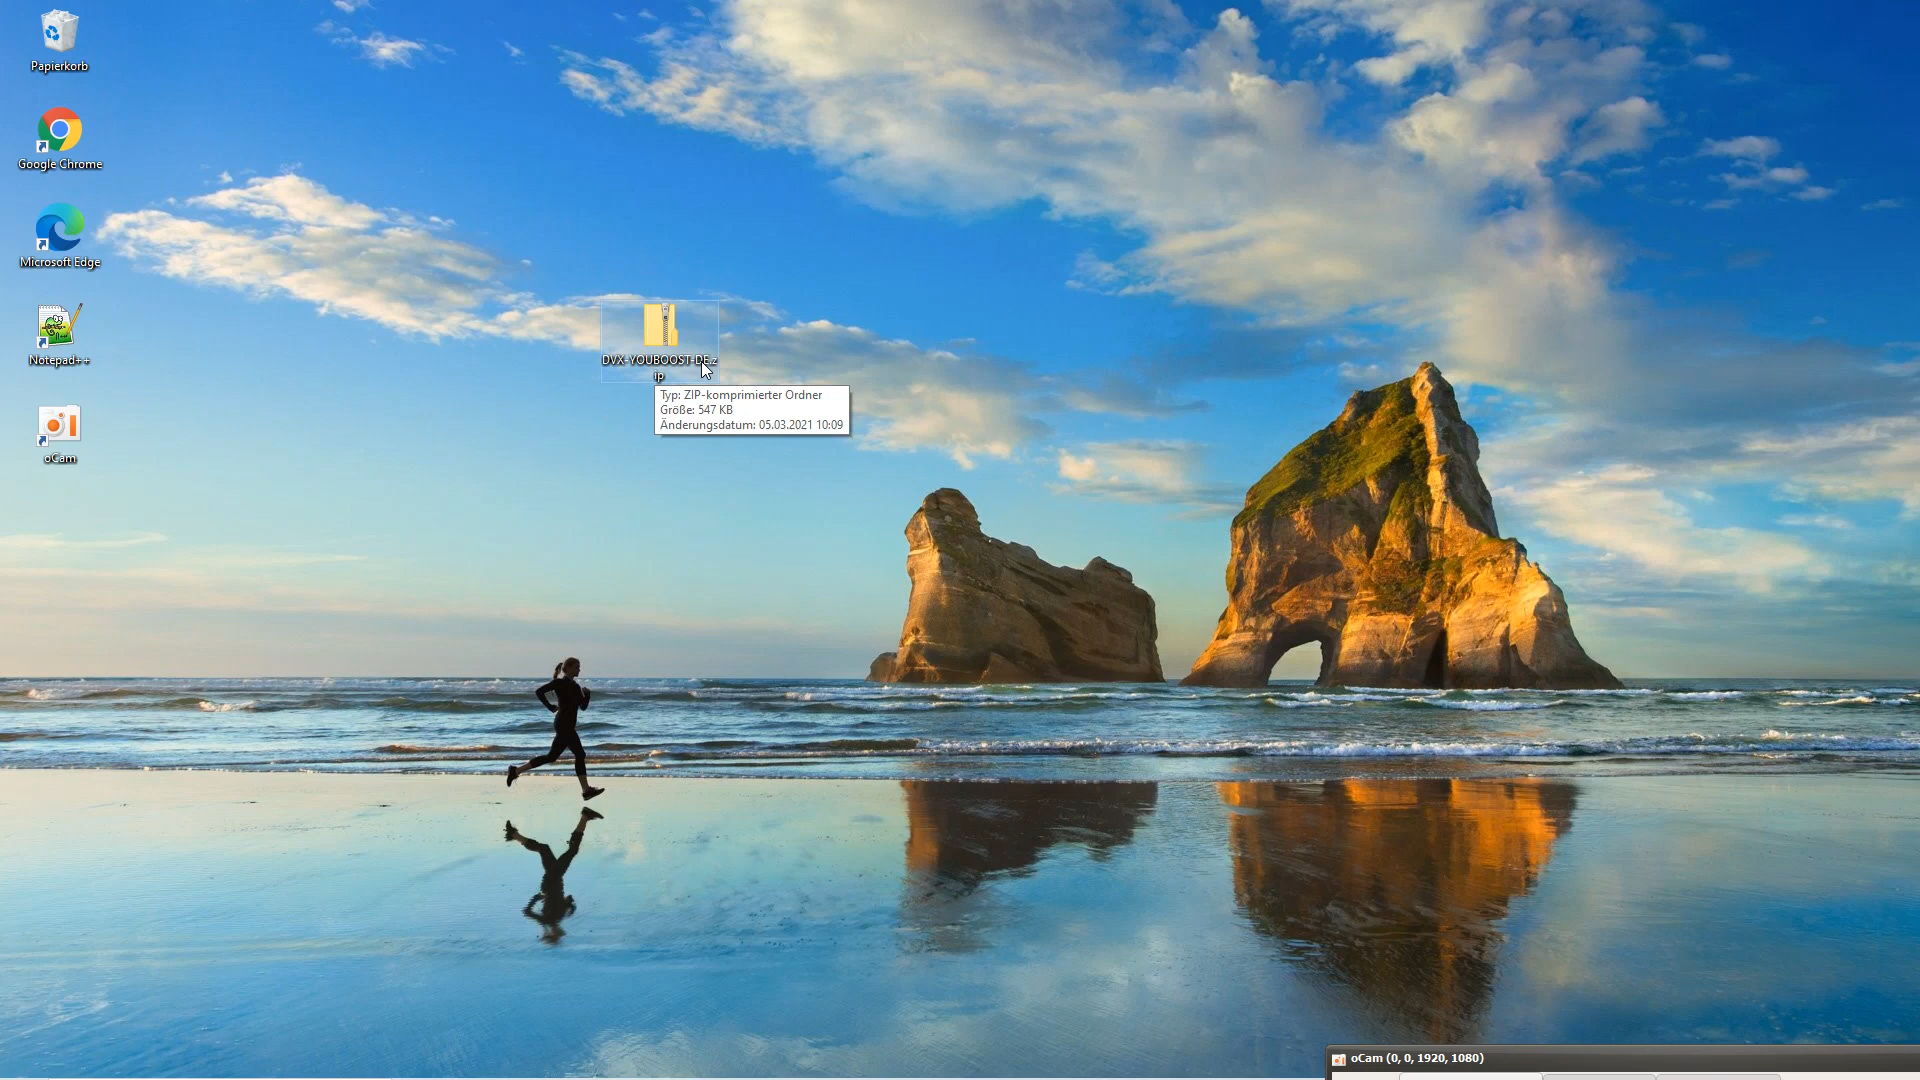 Papierkorb
Google Chrome
Microsoft Edge
Notepad++
oCam
DVX-YOUBOOST-DE.z
ip
Typ: ZIP-komprimierter Ordner
Größe: 547 KB
Änderungsdatum: 05.03.2021 10:09
oCam (0, 0, 1920, 1080)